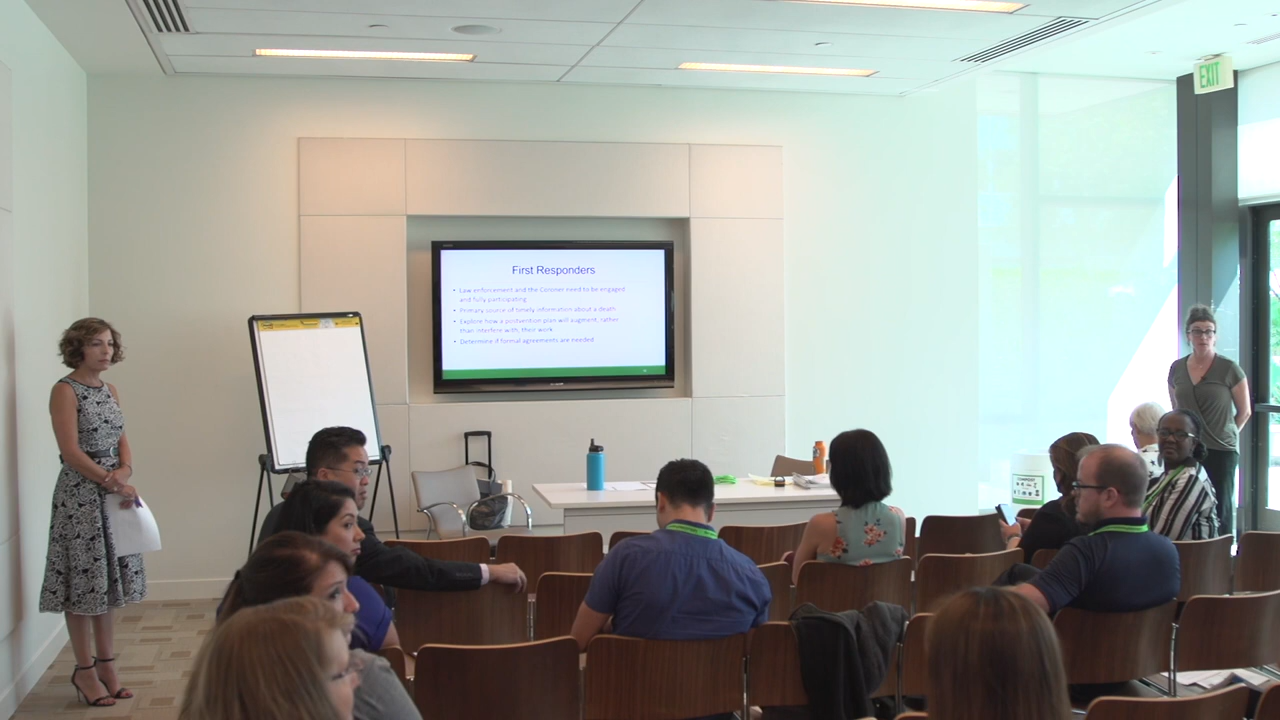 EXIT
First Responders
• Law enforcement and the Coroner need to be engaged
and fully participating
• Primary source of timely information about a death
• Explore how a postvention plan will augment, rather
than interfere with, their work
• Determine if formal agreements are needed
COMPOST